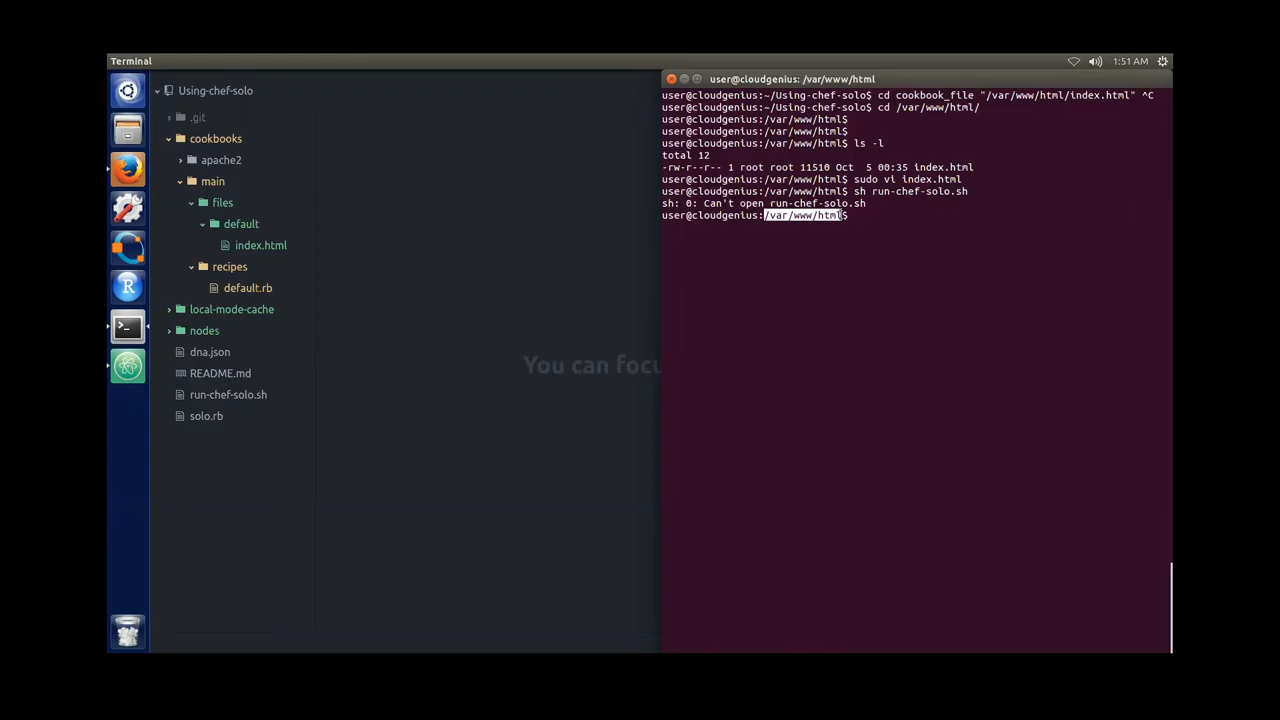 Terminal
1:51 AM
Using-chef-solo
.git
cookbooks
apache2
main
files
default
index.html
recipes
default.rb
local-mode-cache
nodes
dna.json
README.md
run-chef-solo.sh
solo.rb
You can focu
user@cloudgenius: /var/www/html
user@cloudgenius:~/Using-chef-solo$ cd cookbook_file "/var/www/html/index.html" ^C
user@cloudgenius:~/Using-chef-solo$ cd /var/www/html/
user@cloudgenius:/var/www/html$
user@cloudgenius:/var/www/html$
user@cloudgenius:/var/www/html$ ls -l
total 12
-rw-r--r-- 1 root root 11510 Oct  5 00:35 index.html
user@cloudgenius:/var/www/html$ sudo vi index.html
user@cloudgenius:/var/www/html$ sh run-chef-solo.sh
sh: 0: Can't open run-chef-solo.sh
user@cloudgenius:/var/www/html$